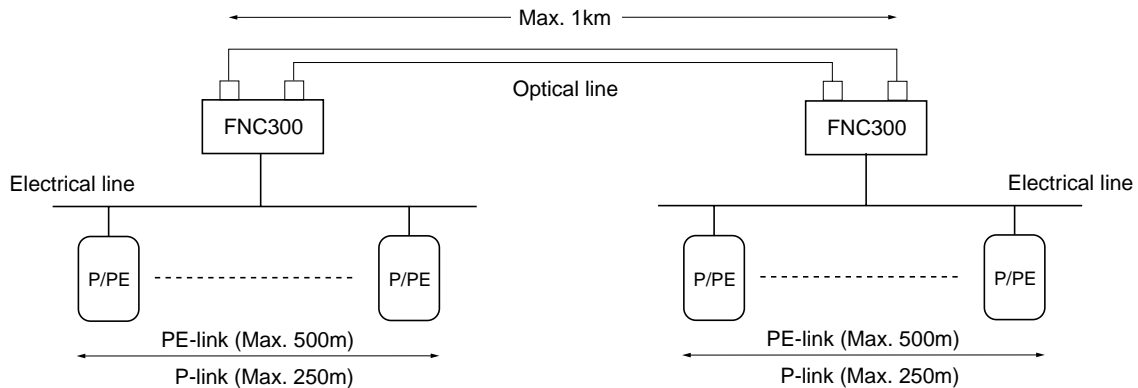 Max. 1km
Optical line
FNC300
FNC300
Electrical line
Electrical line
P/PE
P/PE
P/PE
P/PE
PE-link (Max. 500m)
P-link (Max. 250m)
PE-link (Max. 500m)
P-link (Max. 250m)